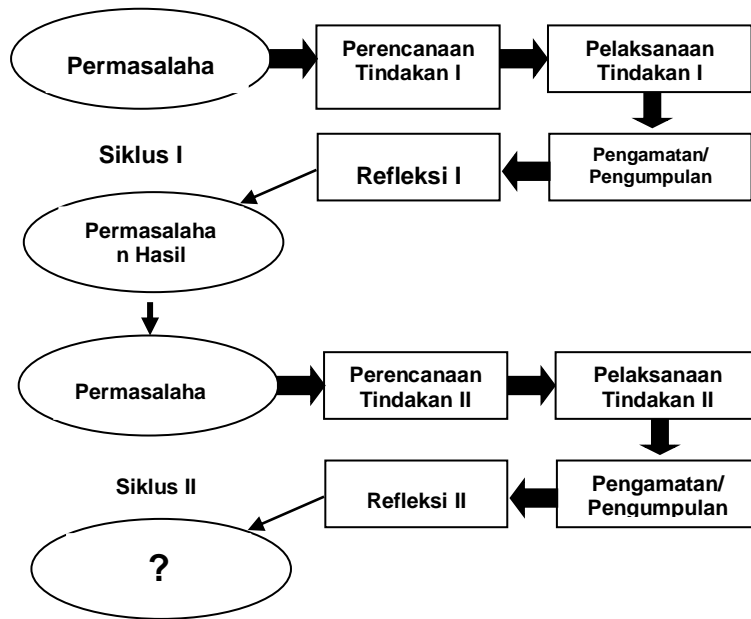 Permasalaha
Perencanaan
Tindakan I
Pelaksanaan
Tindakan I
Siklus I
Refleksi I
Pengamatan/
Pengumpulan
Permasalaha
n Hasil
Permasalaha
Perencanaan
Tindakan II
Pelaksanaan
Tindakan II
Siklus II
Refleksi II
Pengamatan/
Pengumpulan
?